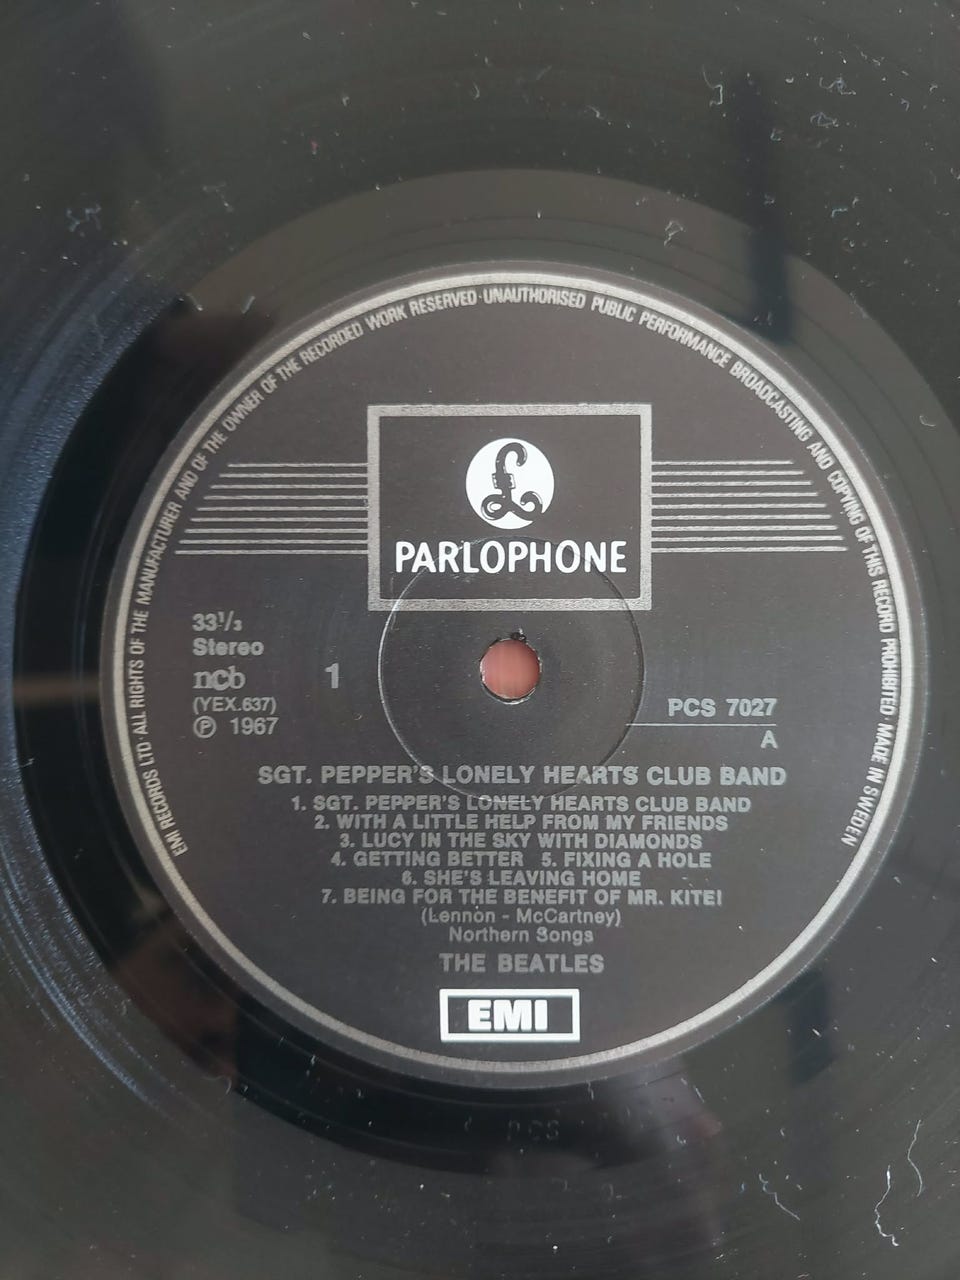 EMI RECORDS LTD · ALL RIGHTS OF THE MANUFACTURER AND OF THE OWNER OF THE RECORDED WORK RESERVED · UNAUTHORISED PUBLIC PERFORMANCE BROADCASTING AND COPYING OF THIS RECORD PROHIBITED · MADE IN SWEDEN
£
PARLOPHONE
33¹/₃
Stereo
ncb
(YEX.637)
℗ 1967
1
PCS 7027
A
SGT. PEPPER'S LONELY HEARTS CLUB BAND
1. SGT. PEPPER'S LONELY HEARTS CLUB BAND
2. WITH A LITTLE HELP FROM MY FRIENDS
3. LUCY IN THE SKY WITH DIAMONDS
4. GETTING BETTER 5. FIXING A HOLE
6. SHE'S LEAVING HOME
7. BEING FOR THE BENEFIT OF MR. KITE!
(Lennon - McCartney)
Northern Songs
THE BEATLES
EMI
PCS